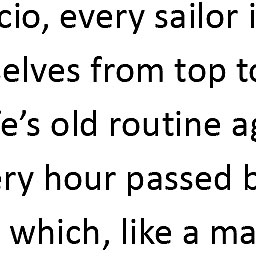 cio, every sailor i
elves from top to
e’s old routine ag
ery hour passed b
which, like a ma